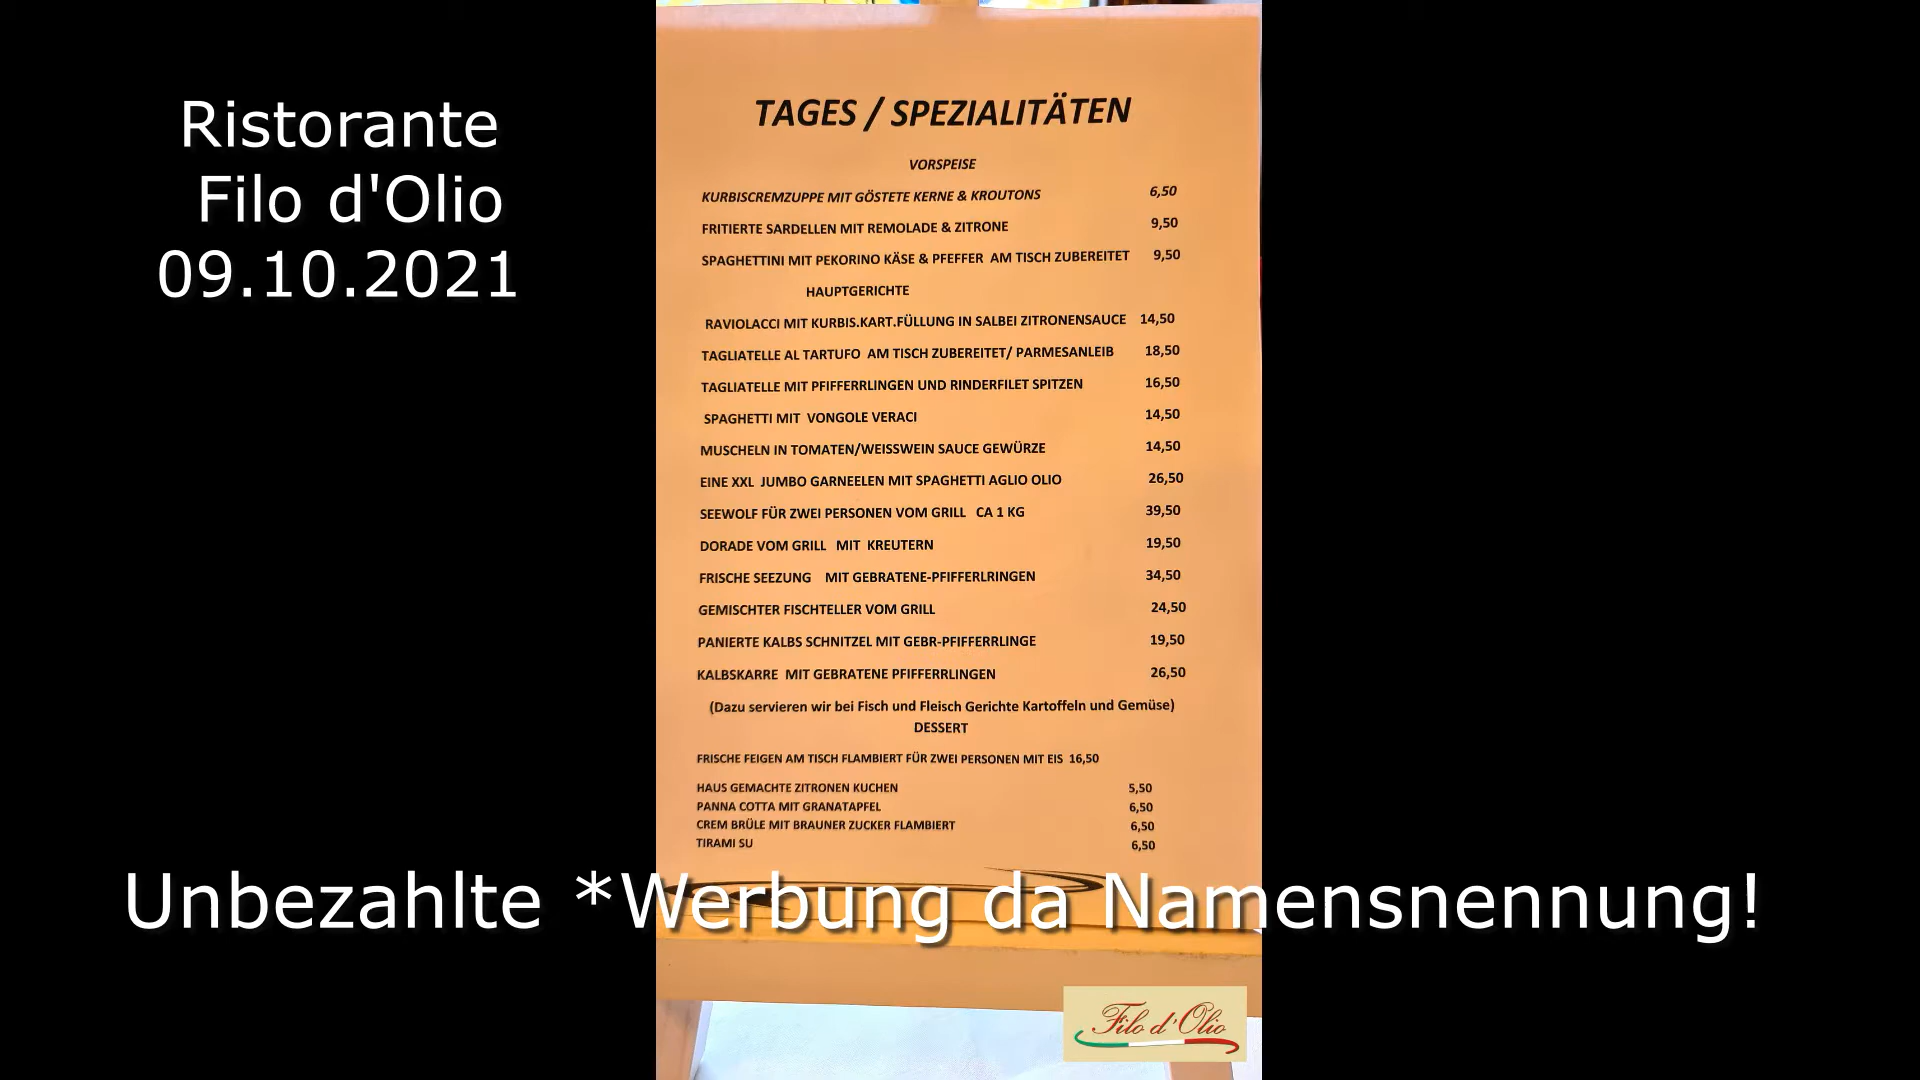 Ristorante
Filo d'Olio
09.10.2021
TAGES / SPEZIALITÄTEN
VORSPEISE
KURBISCREMZUPPE MIT GÖSTETE KERNE & KROUTONS 6,50
FRITIERTE SARDELLEN MIT REMOLADE & ZITRONE 9,50
SPAGHETTINI MIT PEKORINO KÄSE & PFEFFER AM TISCH ZUBEREITET 9,50
HAUPTGERICHTE
RAVIOLACCI MIT KURBIS.KART.FÜLLUNG IN SALBEI ZITRONENSAUCE 14,50
TAGLIATELLE AL TARTUFO AM TISCH ZUBEREITET/ PARMESANLEIB 18,50
TAGLIATELLE MIT PFIFFERRLINGEN UND RINDERFILET SPITZEN 16,50
SPAGHETTI MIT VONGOLE VERACI 14,50
MUSCHELN IN TOMATEN/WEISSWEIN SAUCE GEWÜRZE 14,50
EINE XXL JUMBO GARNEELEN MIT SPAGHETTI AGLIO OLIO 26,50
SEEWOLF FÜR ZWEI PERSONEN VOM GRILL CA 1 KG 39,50
DORADE VOM GRILL MIT KREUTERN 19,50
FRISCHE SEEZUNG MIT GEBRATENE-PFIFFERLRINGEN 34,50
GEMISCHTER FISCHTELLER VOM GRILL 24,50
PANIERTE KALBS SCHNITZEL MIT GEBR-PFIFFERRLINGE 19,50
KALBSKARRE MIT GEBRATENE PFIFFERRLINGEN 26,50
(Dazu servieren wir bei Fisch und Fleisch Gerichte Kartoffeln und Gemüse)
DESSERT
FRISCHE FEIGEN AM TISCH FLAMBIERT FÜR ZWEI PERSONEN MIT EIS 16,50
HAUS GEMACHTE ZITRONEN KUCHEN 5,50
PANNA COTTA MIT GRANATAPFEL 6,50
CREM BRÜLE MIT BRAUNER ZUCKER FLAMBIERT 6,50
TIRAMI SU 6,50
Unbezahlte *Werbung da Namensnennung!
Filo d'Olio